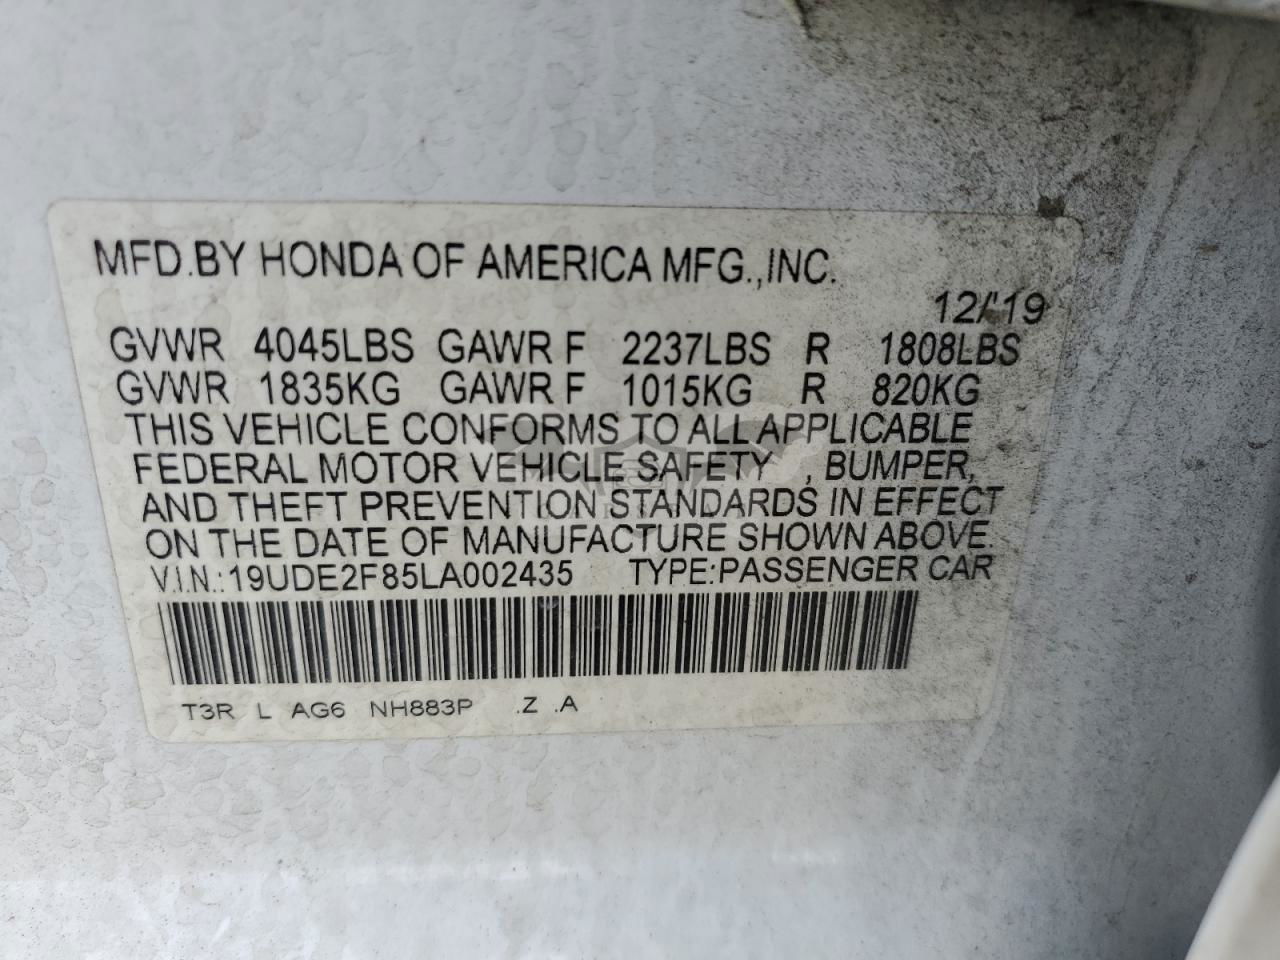 MFD.BY HONDA OF AMERICA MFG.,INC.
12/19
GVWR 4045LBS GAWR F 2237LBS R 1808LBS
GVWR 1835KG GAWR F 1015KG R 820KG
THIS VEHICLE CONFORMS TO ALL APPLICABLE
FEDERAL MOTOR VEHICLE SAFETY , BUMPER,
AND THEFT PREVENTION STANDARDS IN EFFECT
ON THE DATE OF MANUFACTURE SHOWN ABOVE
V.I.N.:19UDE2F85LA002435 TYPE:PASSENGER CAR
T3R L AG6 NH883P .Z .A